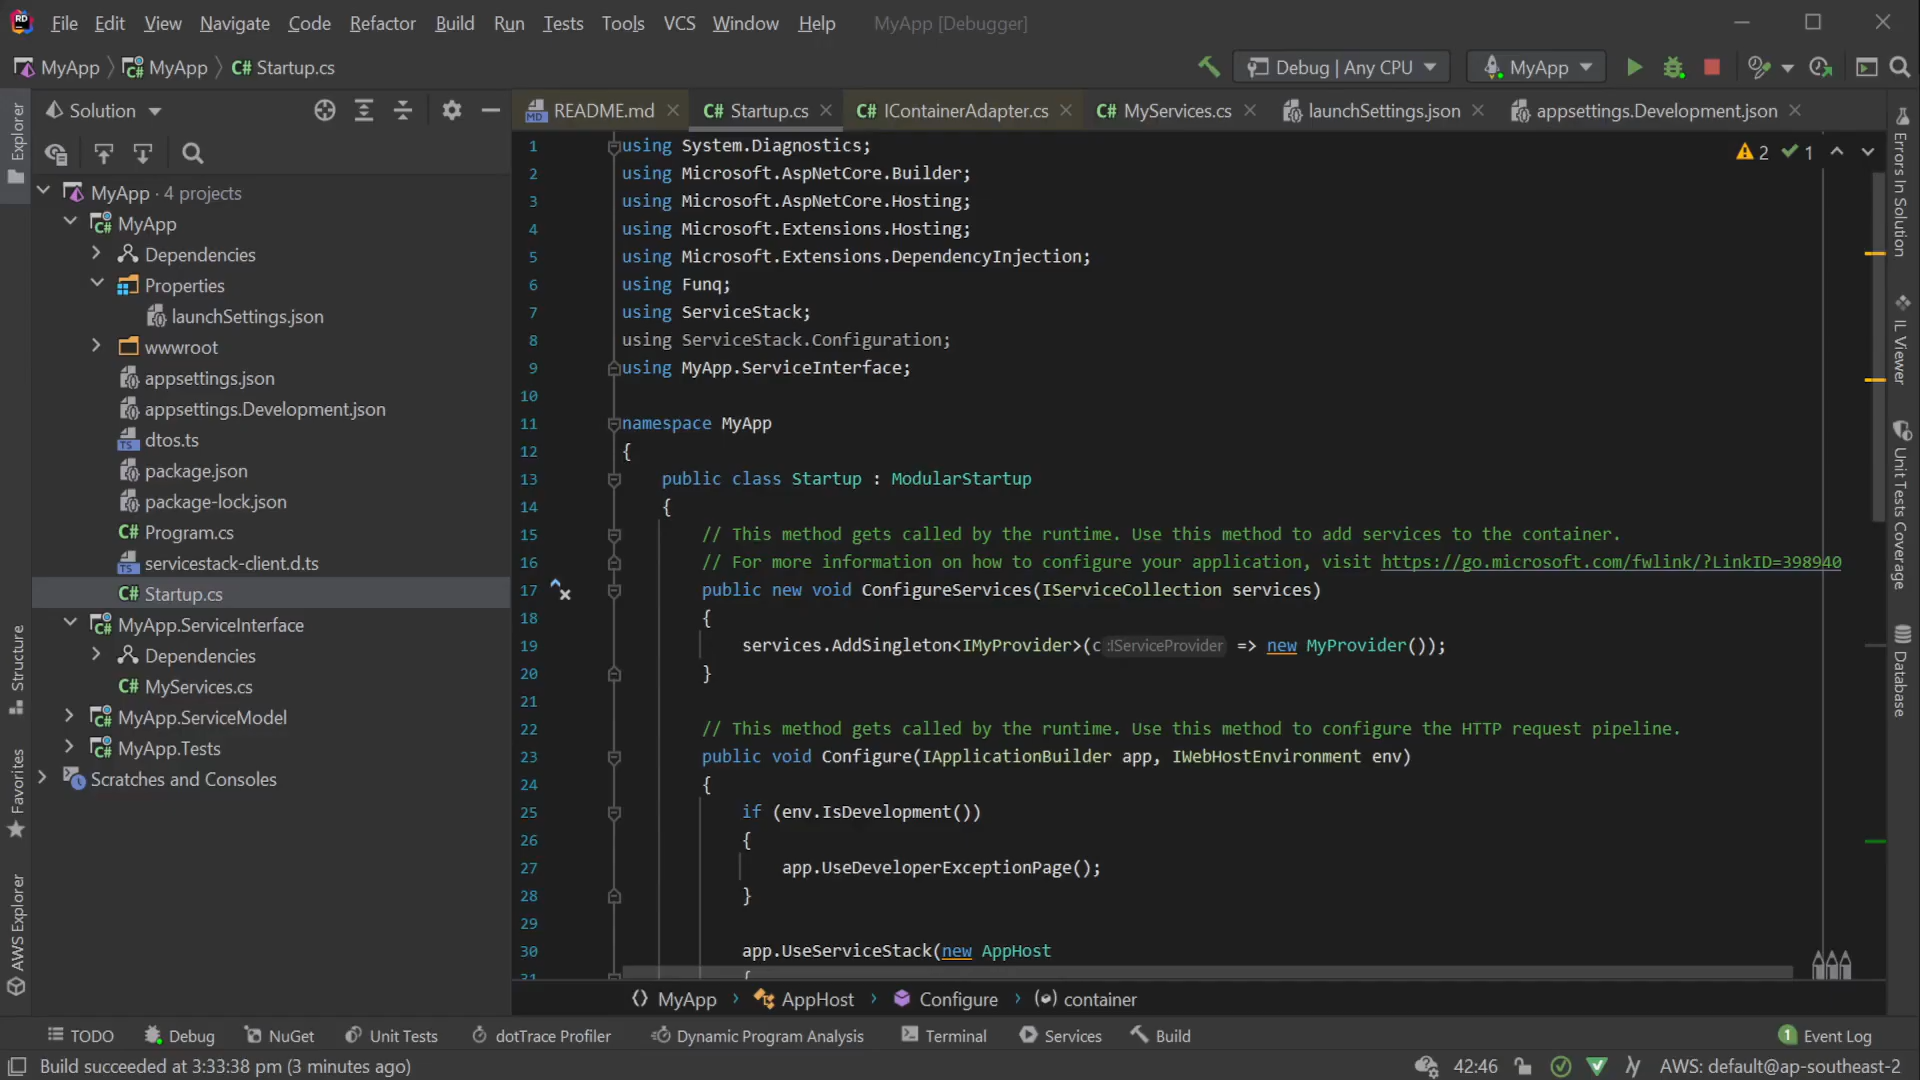 RD File Edit View Navigate Code Refactor Build Run Tests Tools VCS Window Help MyApp [Debugger]
MyApp MyApp C# Startup.cs Debug | Any CPU MyApp
Solution
README.md C# Startup.cs C# IContainerAdapter.cs C# MyServices.cs launchSettings.json appsettings.Development.json
Explorer
MyApp · 4 projects
MyApp
Dependencies
Properties
launchSettings.json
wwwroot
appsettings.json
appsettings.Development.json
dtos.ts
package.json
package-lock.json
C# Program.cs
servicestack-client.d.ts
C# Startup.cs
MyApp.ServiceInterface
Dependencies
C# MyServices.cs
MyApp.ServiceModel
MyApp.Tests
Scratches and Consoles
Structure
Favorites
AWS Explorer
1 using System.Diagnostics;
2 using Microsoft.AspNetCore.Builder;
3 using Microsoft.AspNetCore.Hosting;
4 using Microsoft.Extensions.Hosting;
5 using Microsoft.Extensions.DependencyInjection;
6 using Funq;
7 using ServiceStack;
8 using ServiceStack.Configuration;
9 using MyApp.ServiceInterface;
10
11 namespace MyApp
12 {
13 public class Startup : ModularStartup
14 {
15 // This method gets called by the runtime. Use this method to add services to the container.
16 // For more information on how to configure your application, visit https://go.microsoft.com/fwlink/?LinkID=398940
17 public new void ConfigureServices(IServiceCollection services)
18 {
19 services.AddSingleton<IMyProvider>(c :IServiceProvider => new MyProvider());
20 }
21
22 // This method gets called by the runtime. Use this method to configure the HTTP request pipeline.
23 public void Configure(IApplicationBuilder app, IWebHostEnvironment env)
24 {
25 if (env.IsDevelopment())
26 {
27 app.UseDeveloperExceptionPage();
28 }
29
30 app.UseServiceStack(new AppHost
31 {
2 1
Errors In Solution
IL Viewer
Unit Tests Coverage
Database
MyApp AppHost Configure container
TODO Debug NuGet Unit Tests dotTrace Profiler Dynamic Program Analysis Terminal Services Build 1 Event Log
Build succeeded at 3:33:38 pm (3 minutes ago) 42:46 AWS: default@ap-southeast-2